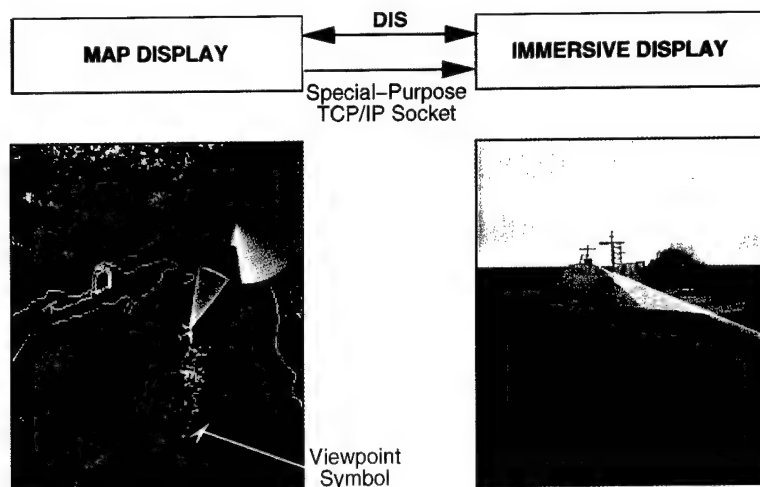 DIS
MAP DISPLAY
IMMERSIVE DISPLAY
Special–Purpose
TCP/IP Socket
Viewpoint
Symbol